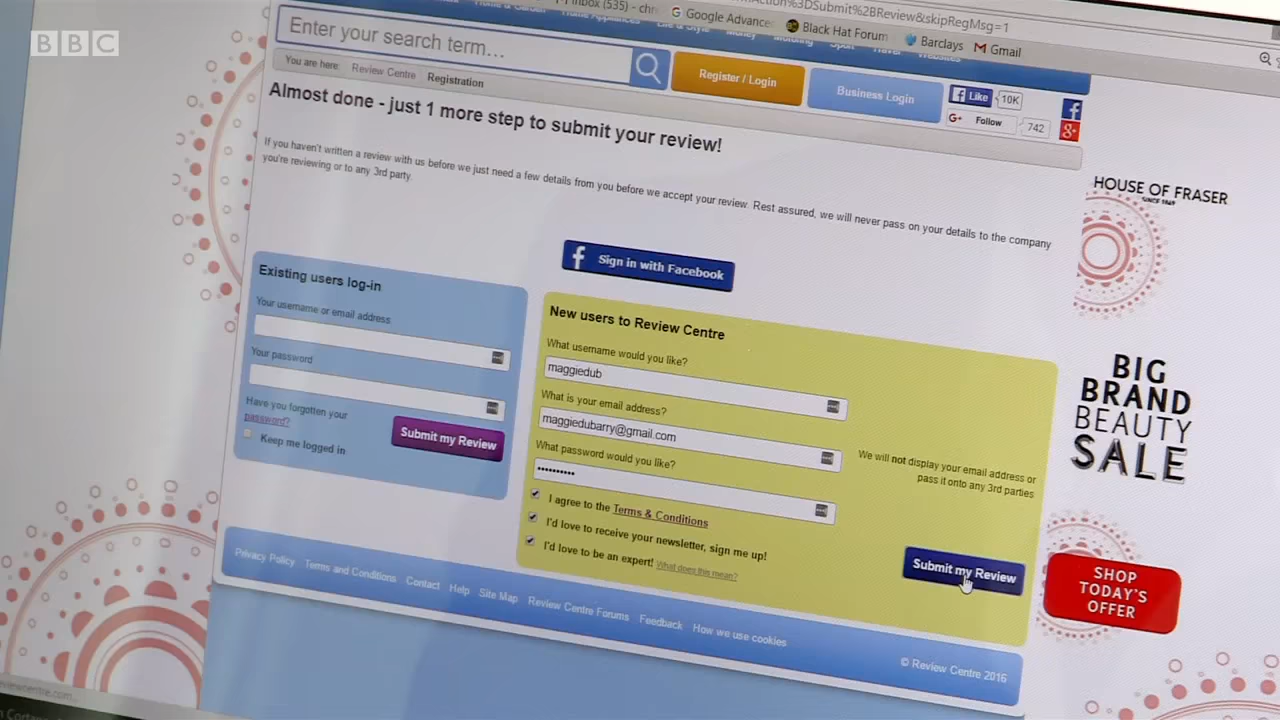 BBC
Action%3DSubmit%2BReview&skipRegMsg=1
Inbox (535) - chr
Google Advance
Black Hat Forum
Barclays
Gmail
Enter your search term...
Register / Login
Business Login
Like
10K
Follow
742
You are here:
Review Centre
Registration
Almost done - just 1 more step to submit your review!
If you haven't written a review with us before we just need a few details from you before we accept your review. Rest assured, we will never pass on your details to the company
you're reviewing or to any 3rd party.
HOUSE OF FRASER
SINCE 1849
Sign in with Facebook
Existing users log-in
Your username or email address
Your password
Have you forgotten your
password?
Keep me logged in
Submit my Review
New users to Review Centre
What username would you like?
maggiedub
What is your email address?
maggiedubarry@gmail.com
What password would you like?
••••••••••
We will not display your email address or
pass it onto any 3rd parties
I agree to the Terms & Conditions
I'd love to receive your newsletter, sign me up!
I'd love to be an expert! What does this mean?
Submit my Review
BIG
BRAND
BEAUTY
SALE
SHOP
TODAY'S
OFFER
Privacy Policy
Terms and Conditions
Contact
Help
Site Map
Review Centre Forums
Feedback
How we use cookies
© Review Centre 2016